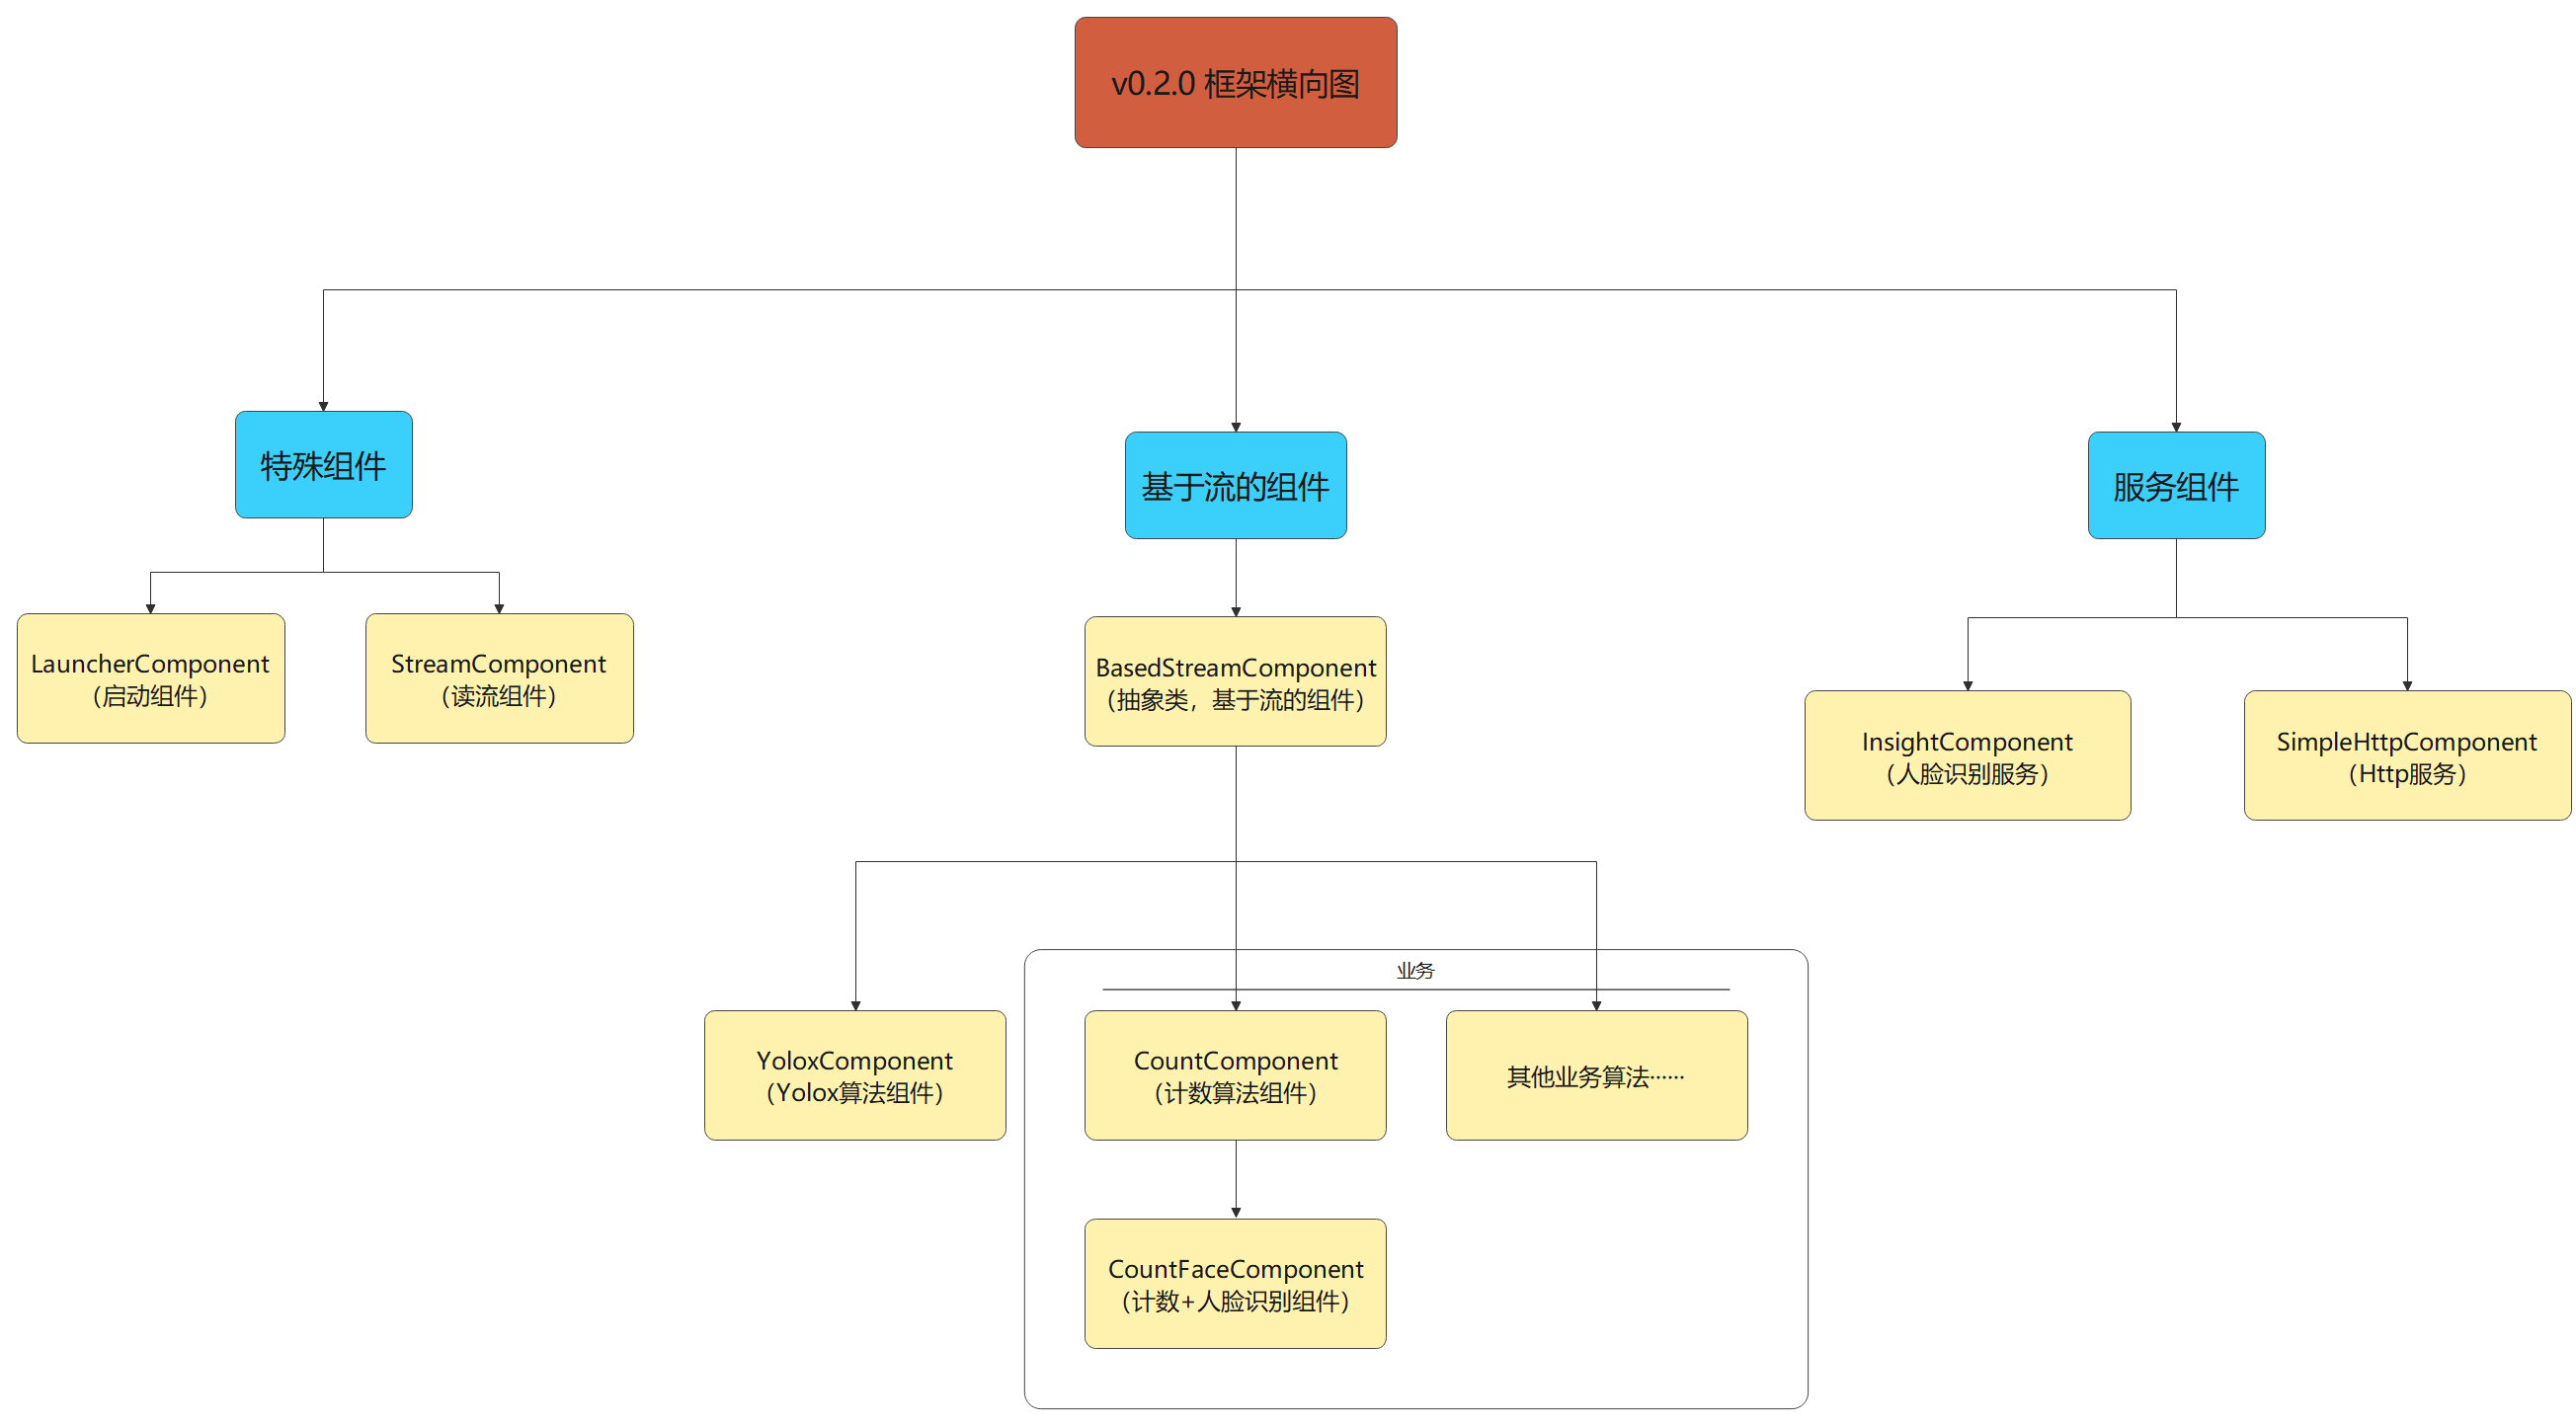 v0.2.0 框架横向图
特殊组件
基于流的组件
服务组件
LauncherComponent
（启动组件）
StreamComponent
（读流组件）
BasedStreamComponent
（抽象类，基于流的组件）
InsightComponent
（人脸识别服务）
SimpleHttpComponent
（Http服务）
业务
YoloxComponent
（Yolox算法组件）
CountComponent
（计数算法组件）
其他业务算法······
CountFaceComponent
（计数+人脸识别组件）